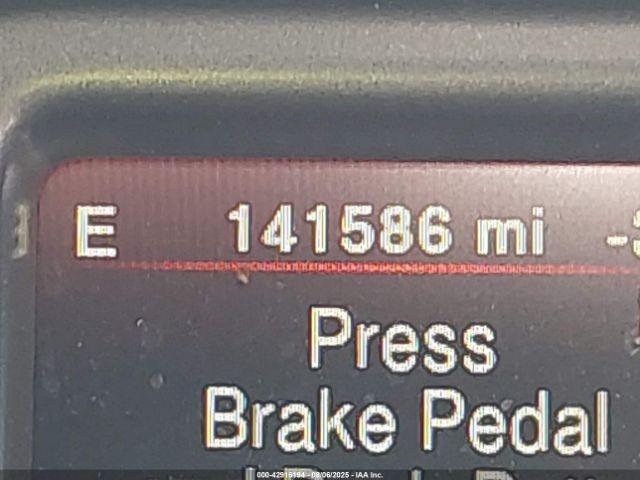 E 141586 mi
Press
Brake Pedal
000-42916194 - 08/06/2025 - IAA Inc.